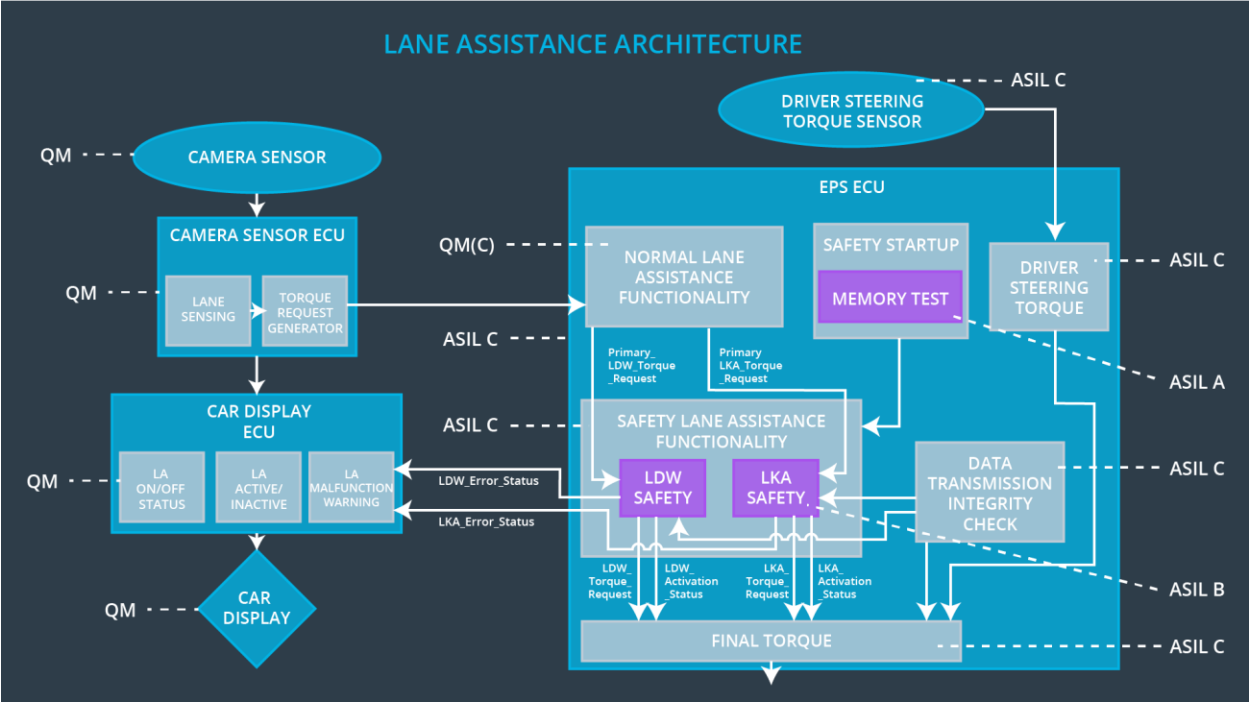 LANE ASSISTANCE ARCHITECTURE
ASIL C
DRIVER STEERING
TORQUE SENSOR
QM
CAMERA SENSOR
EPS ECU
CAMERA SENSOR ECU
QM(C)
NORMAL LANE
ASSISTANCE
FUNCTIONALITY
SAFETY STARTUP
MEMORY TEST
DRIVER
STEERING
TORQUE
ASIL C
QM
LANE
SENSING
TORQUE
REQUEST
GENERATOR
ASIL C
Primary_
LDW_Torque
_Request
Primary
LKA_Torque
_Request
ASIL A
CAR DISPLAY
ECU
ASIL C
SAFETY LANE ASSISTANCE
FUNCTIONALITY
QM
LA
ON/OFF
STATUS
LA
ACTIVE/
INACTIVE
LA
MALFUNCTION
WARNING
LDW_Error_Status
LKA_Error_Status
LDW
SAFETY
LKA
SAFETY
DATA
TRANSMISSION
INTEGRITY
CHECK
ASIL C
LDW_
Torque_
Request
LDW_
Activation
_Status
LKA_
Torque_
Request
LKA_
Activation
_Status
ASIL B
QM
CAR
DISPLAY
FINAL TORQUE
ASIL C